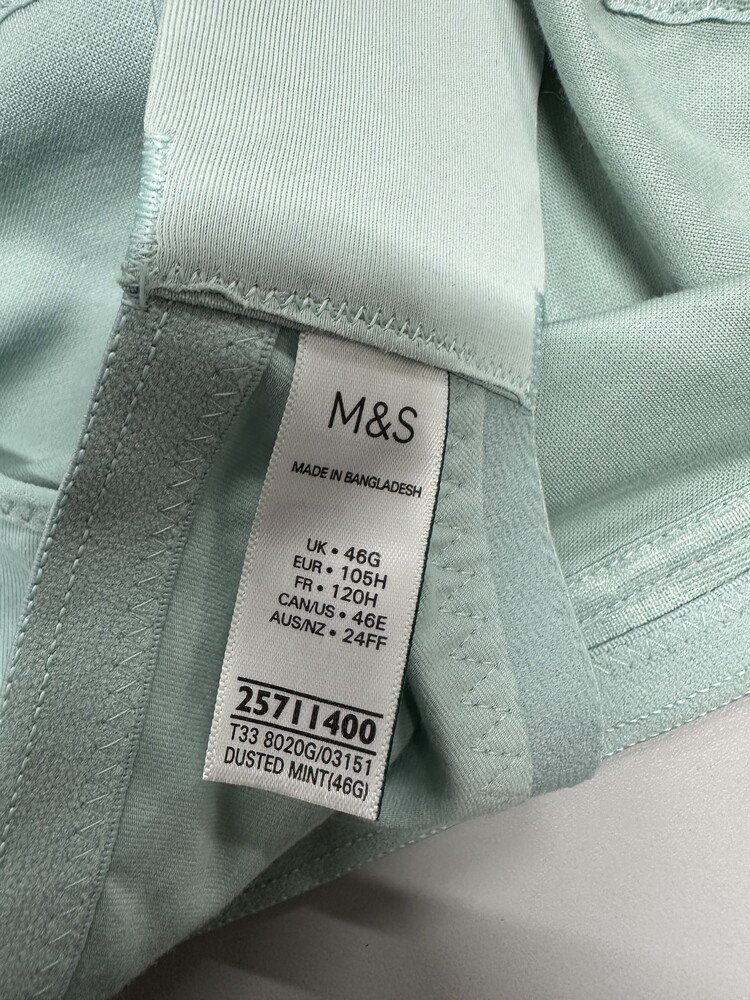 M&S
MADE IN BANGLADESH
UK • 46G
EUR • 105H
FR • 120H
CAN/US • 46E
AUS/NZ • 24FF
25711400
T33 8020G/03151
DUSTED MINT(46G)